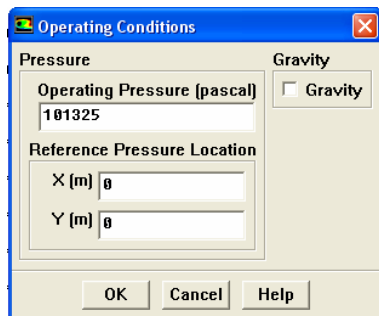 Operating Conditions
Pressure
Gravity
Operating Pressure (pascal)
Gravity
101325
Reference Pressure Location
X (m) 0
Y (m) 0
OK Cancel Help